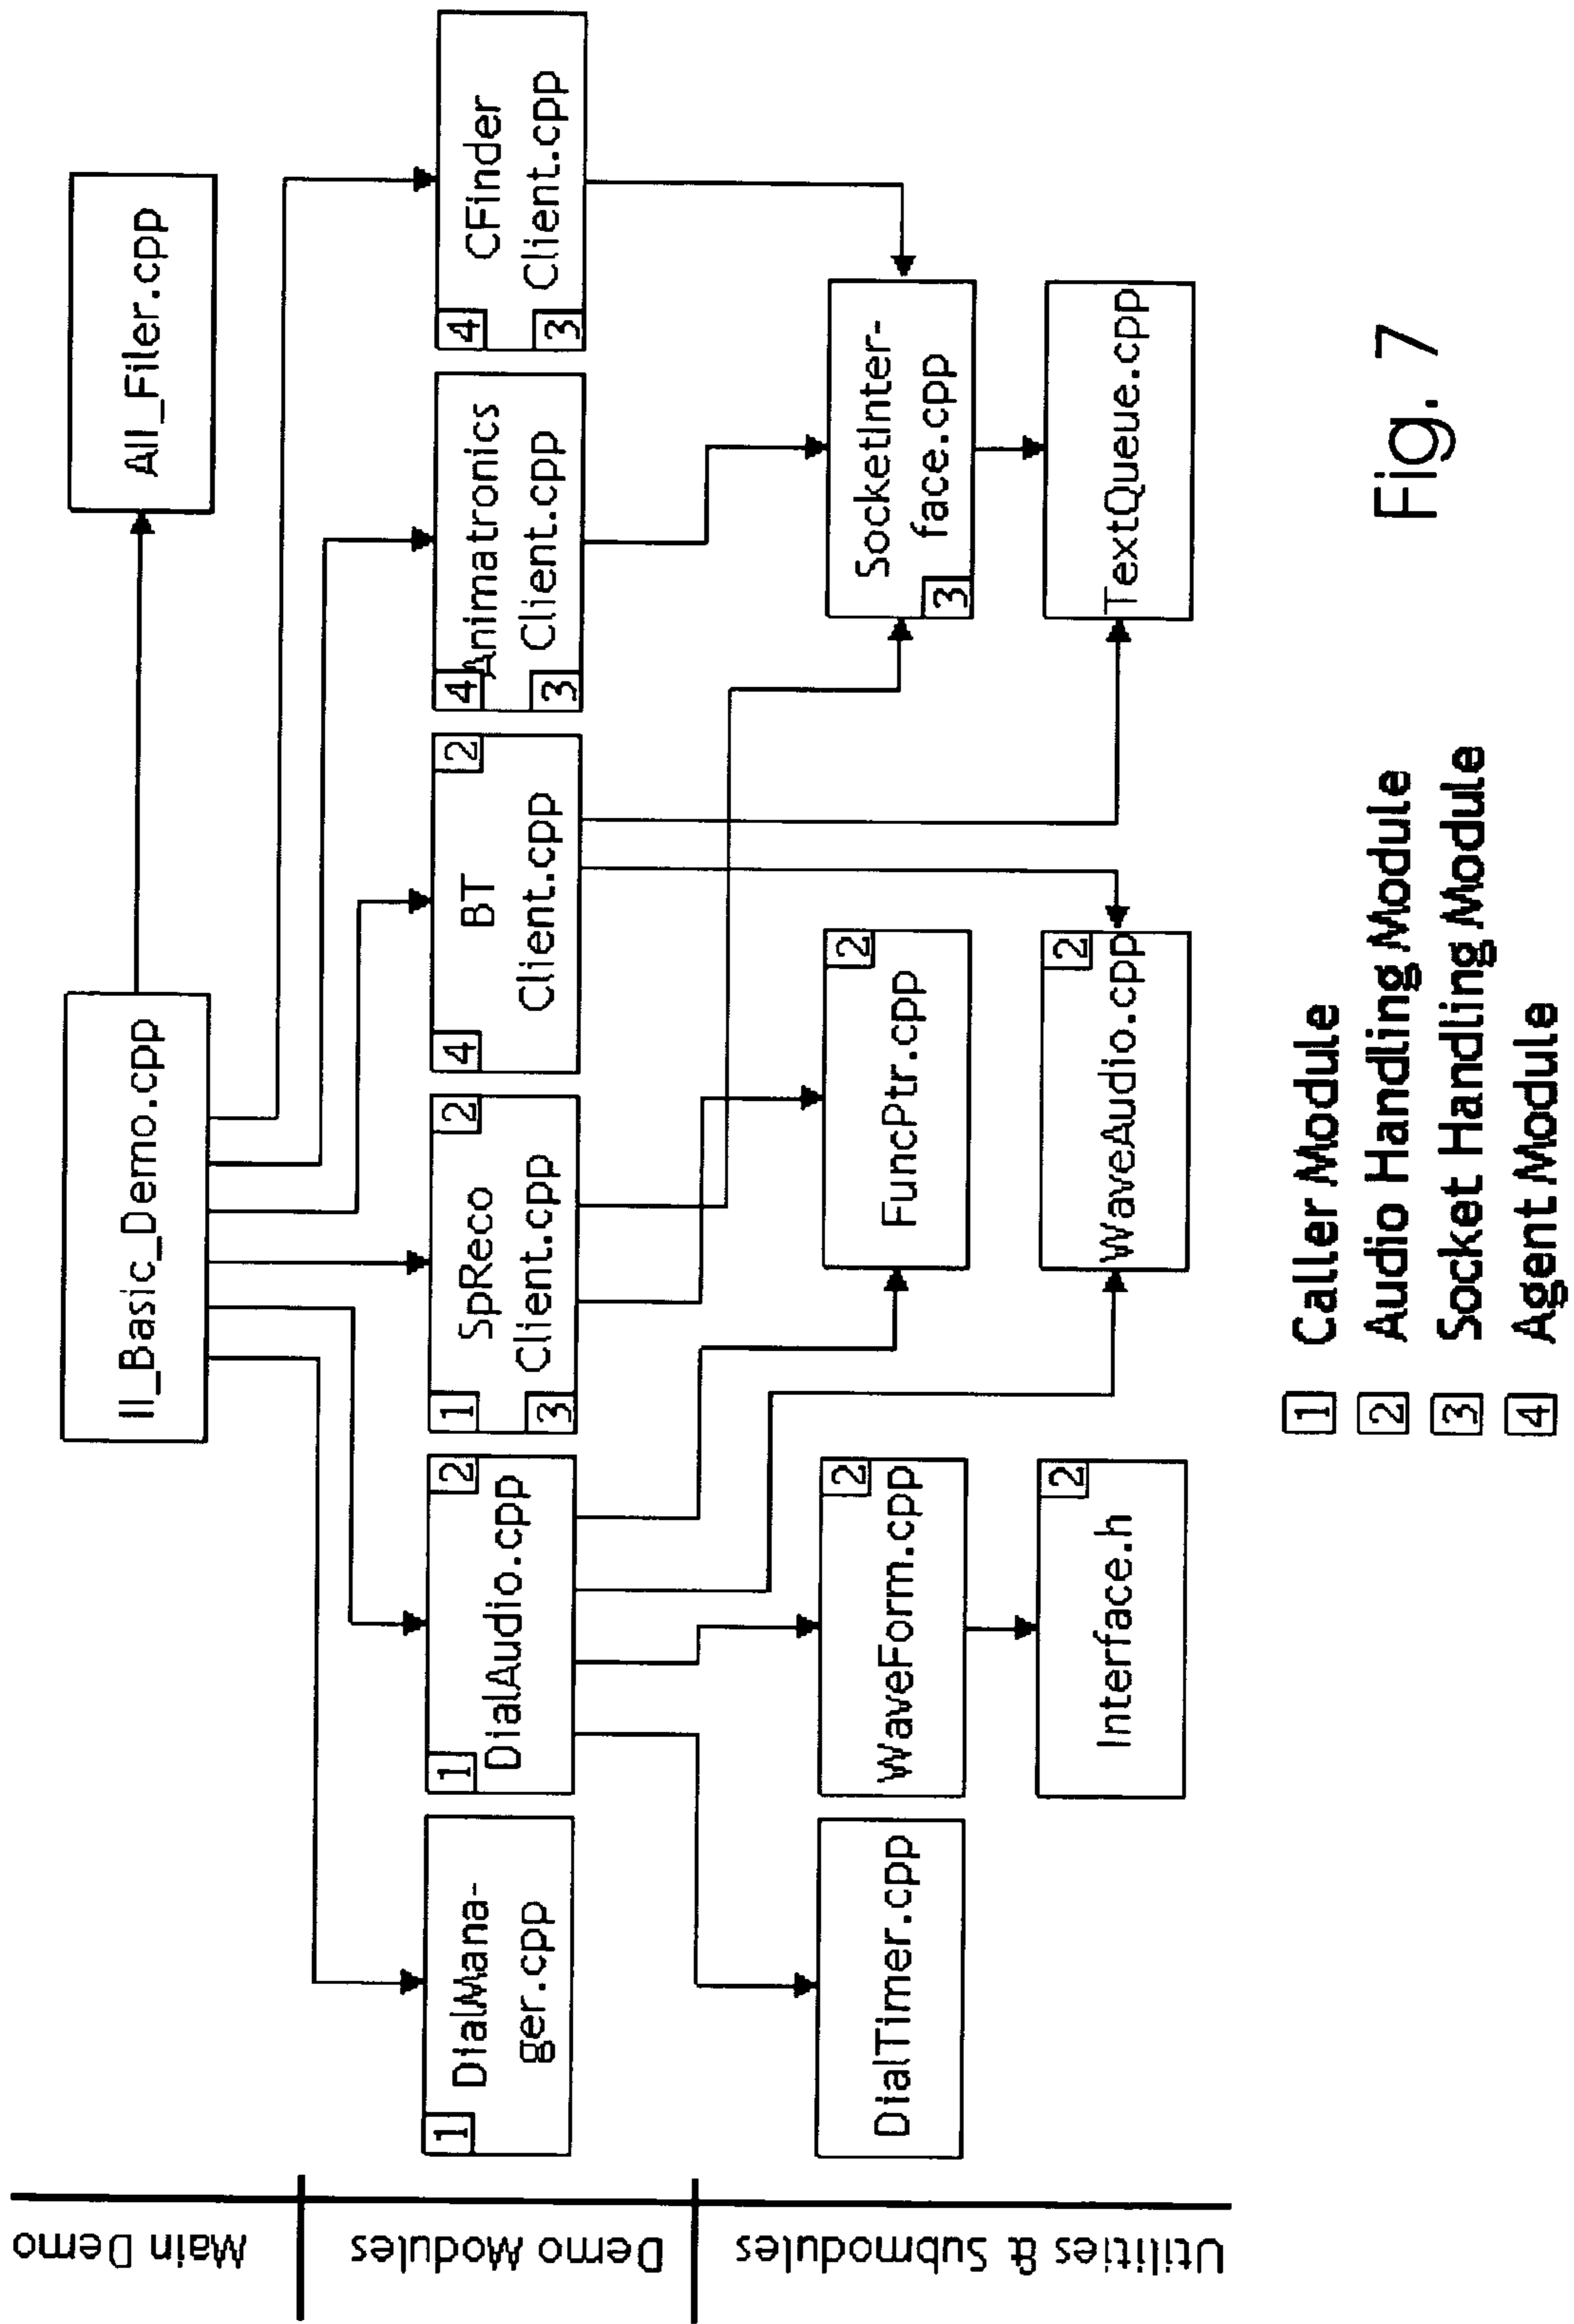 Main Demo
II_Basic_Demo.cpp
All_Filer.cpp
Demo Modules
1
DialMana-
ger.cpp
1
2
DialAudio.cpp
1
2
3
SpReco
Client.cpp
4
2
BT
Client.cpp
4
3
Animatronics
Client.cpp
4
3
CFinder
Client.cpp
Utilities & Submodules
DialTimer.cpp
2
WaveForm.cpp
2
FuncPtr.cpp
3
SocketInter-
face.cpp
2
Interface.h
2
WaveAudio.cpp
TextQueue.cpp
1 Caller Module
2 Audio Handling Module
3 Socket Handling Module
4 Agent Module
Fig. 7